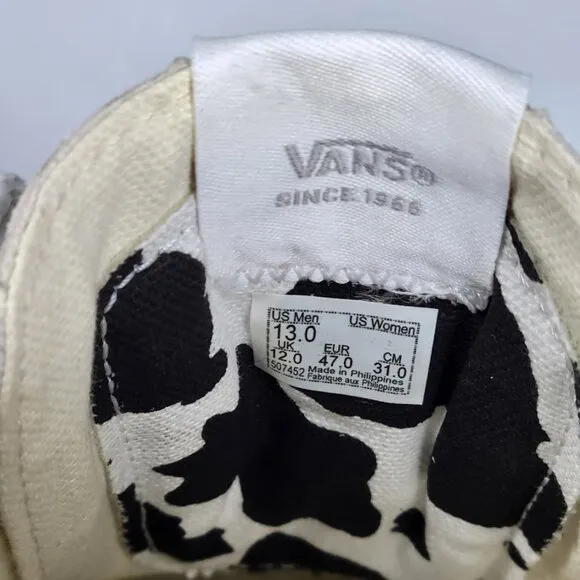 VANS®
SINCE 1966
US Men US Women
13.0
UK EUR CM
12.0 47.0 31.0
507452 Made in Philippines
Fabrique aux Philippines